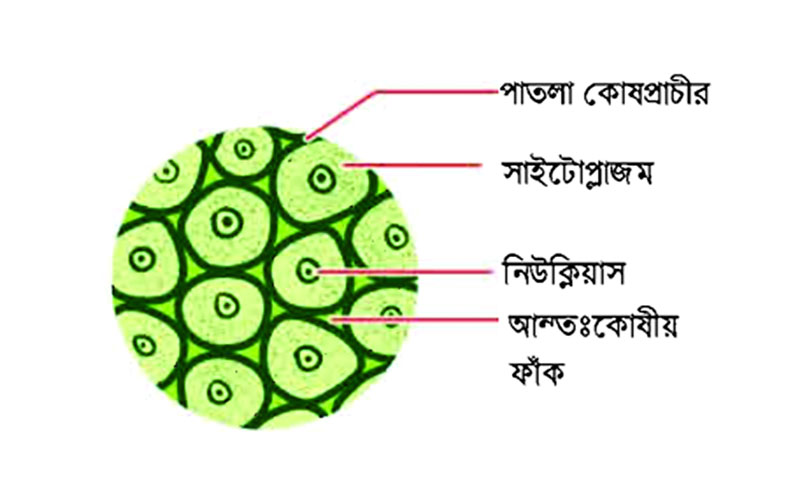 পাতলা কোষপ্রাচীর
সাইটোপ্লাজম
নিউক্লিয়াস
আন্তঃকোষীয়
ফাঁক